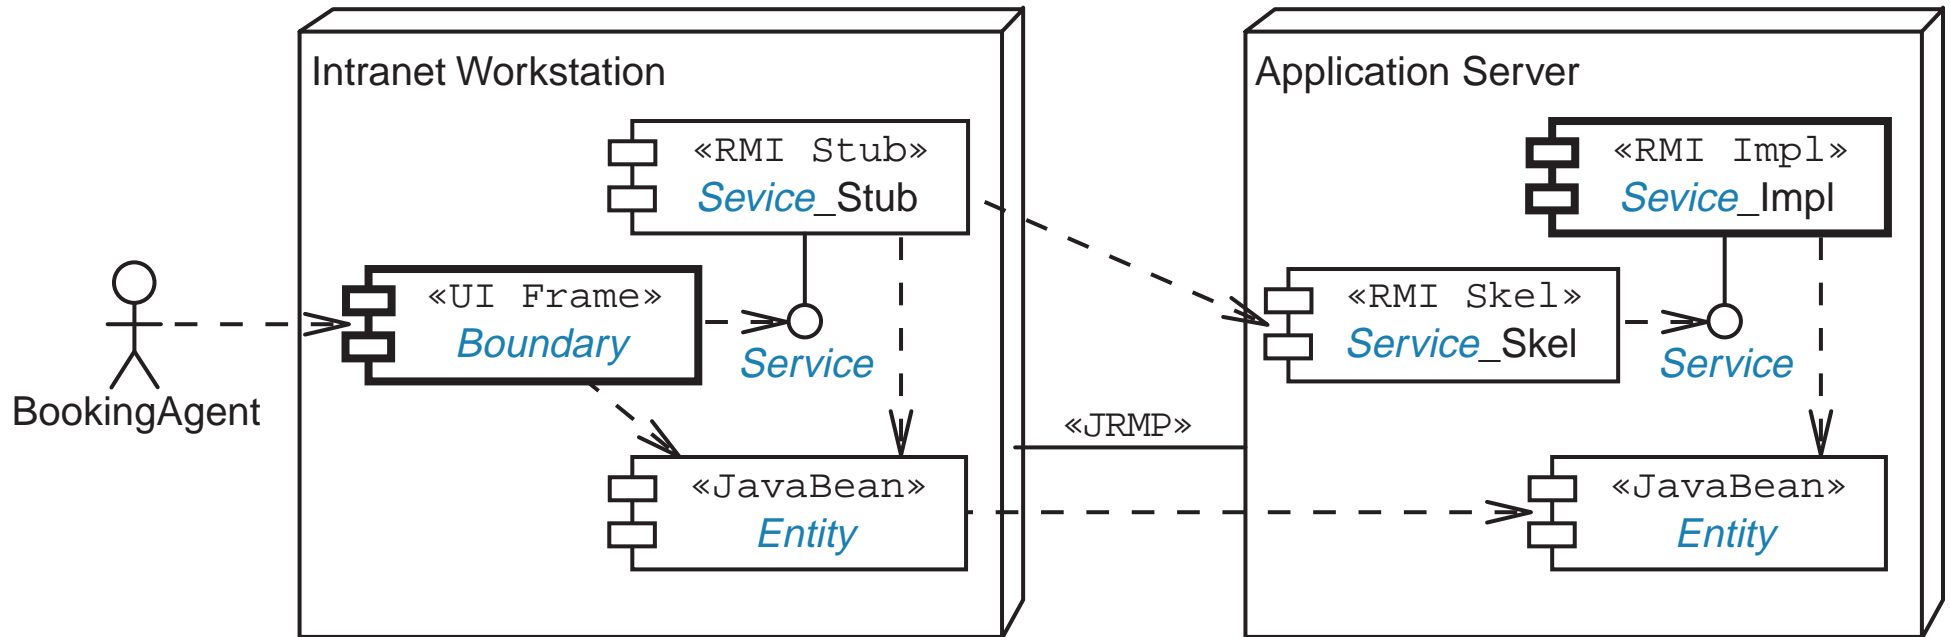 Intranet Workstation
Application Server
«RMI Stub»
Sevice_Stub
«RMI Impl»
Sevice_Impl
«UI Frame»
Boundary
Service
«RMI Skel»
Service_Skel
Service
BookingAgent
«JRMP»
«JavaBean»
Entity
«JavaBean»
Entity